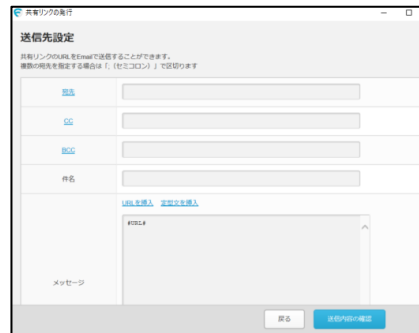 共有リンクの発行
送信先設定
共有リンクのURLをEmailで送信することができます。
複数の宛先を指定する場合は「;（セミコロン）」で区切ります
宛先
CC
BCC
件名
URLを挿入 定型文を挿入
#URL#
メッセージ
戻る 送信内容の確認